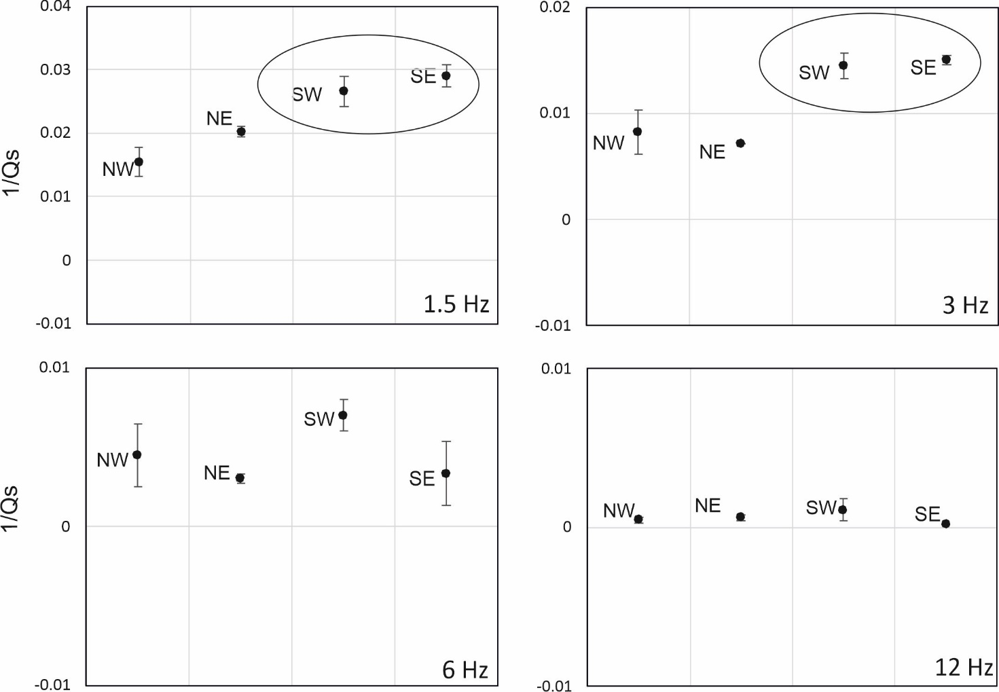 0.04
0.03
0.02
0.01
0
-0.01
1/Qs
NW
NE
SW
SE
1.5 Hz
0.02
0.01
0
-0.01
NW
NE
SW
SE
3 Hz
0.01
0
-0.01
1/Qs
NW
NE
SW
SE
6 Hz
0.01
0
-0.01
NW
NE
SW
SE
12 Hz